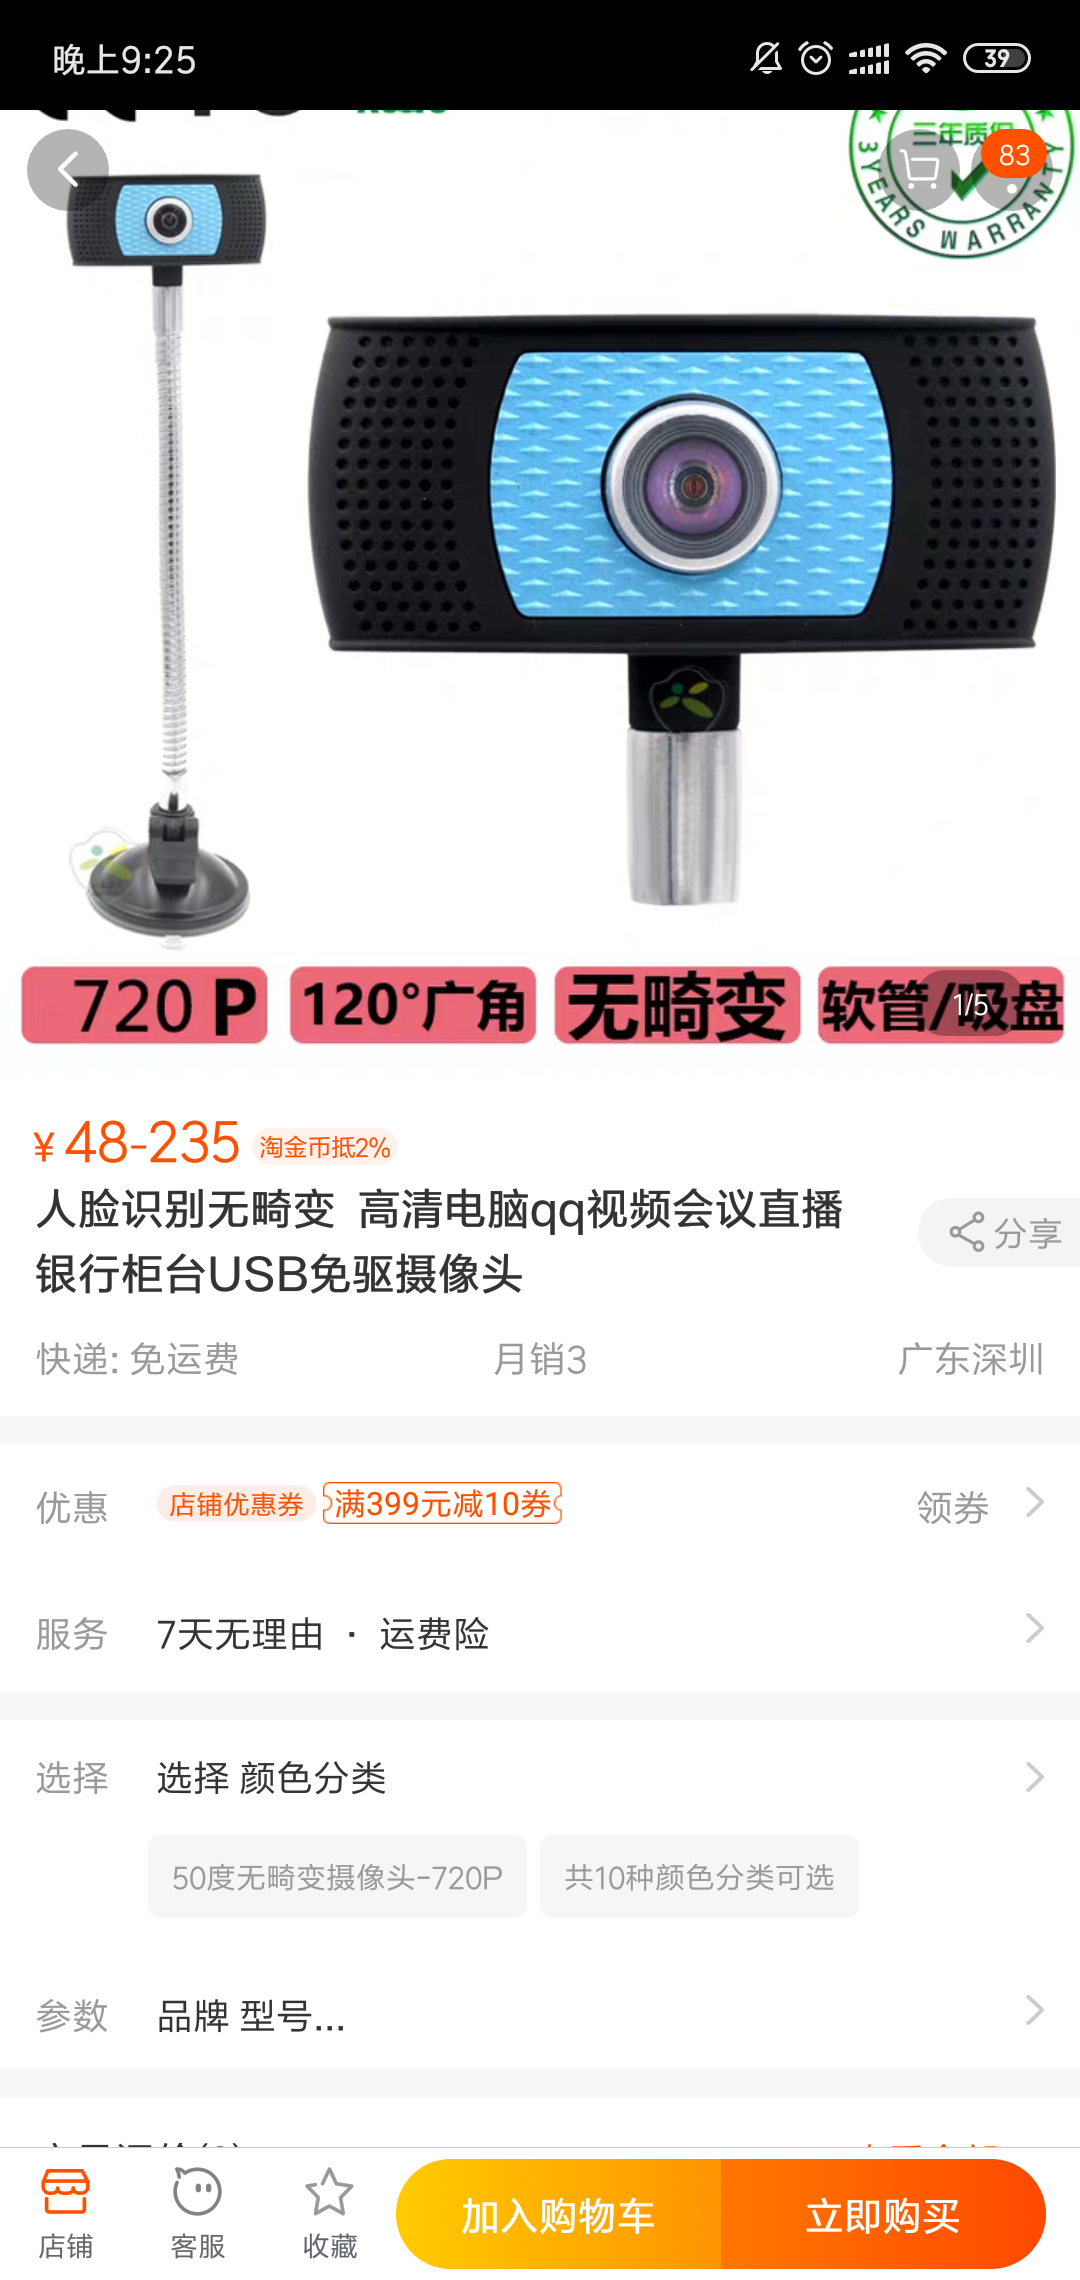 晚上9:25
39
三年质保
83
3YEARS WARRANTY
720 P
120°广角
无畸变
软管/吸盘
1/5
¥48-235
淘金币抵2%
人脸识别无畸变 高清电脑qq视频会议直播
银行柜台USB免驱摄像头
分享
快递: 免运费
月销3
广东深圳
优惠
店铺优惠券
满399元减10券
领券
服务
7天无理由 · 运费险
选择
选择 颜色分类
50度无畸变摄像头-720P
共10种颜色分类可选
参数
品牌 型号...
店铺
客服
收藏
加入购物车
立即购买